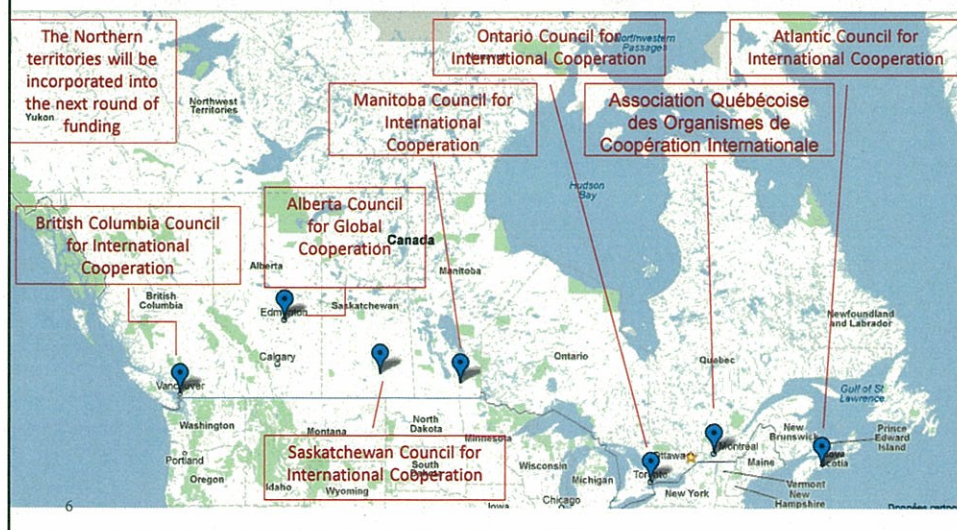 The Northern
territories will be
incorporated into
the next round of
funding
Ontario Council for
International Cooperation
Atlantic Council for
International Cooperation
Manitoba Council for
International
Cooperation
Association Québécoise
des Organismes de
Coopération Internationale
British Columbia Council
for International
Cooperation
Alberta Council
for Global
Cooperation
Saskatchewan Council for
International Cooperation
Yukon
Northwest
Territories
Northwestern
Passages
Hudson
Bay
Canada
Alberta
Manitoba
British
Columbia
Edmonton
Saskatchewan
Newfoundland
and Labrador
Calgary
Ontario
Quebec
Vancouver
Gulf of St
Lawrence
Washington
Montana
North
Dakota
Minnesota
New
Brunswick
Prince
Edward
Island
Montréal
Ottawa
Nova
Scotia
Portland
Oregon
Idaho
Wyoming
South
Dakota
Wisconsin
Michigan
Toronto
Maine
Vermont
New
Hampshire
New York
Iowa
Chicago
6